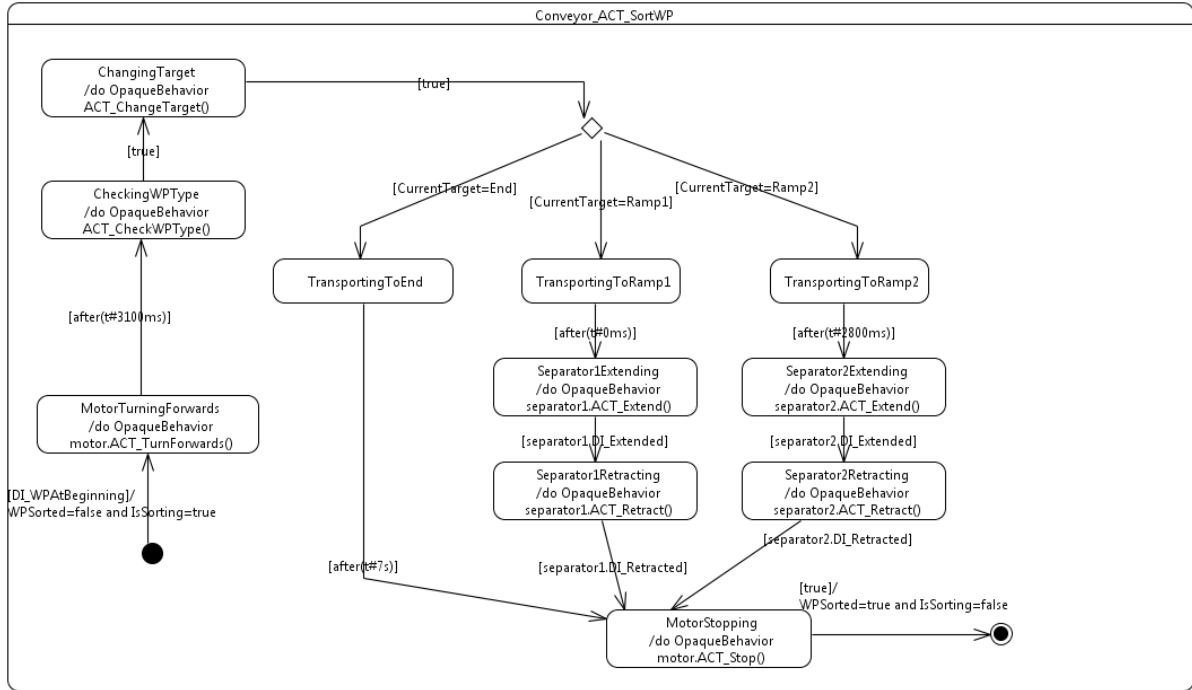 Conveyor_ACT_SortWP
ChangingTarget
/do OpaqueBehavior
ACT_ChangeTarget()
[true]
[true]
CheckingWPType
/do OpaqueBehavior
ACT_CheckWPType()
[CurrentTarget=End]
[CurrentTarget=Ramp1]
[CurrentTarget=Ramp2]
TransportingToEnd
TransportingToRamp1
TransportingToRamp2
[after(t#3100ms)]
[after(t#0ms)]
[after(t#2800ms)]
MotorTurningForwards
/do OpaqueBehavior
motor.ACT_TurnForwards()
Separator1Extending
/do OpaqueBehavior
separator1.ACT_Extend()
Separator2Extending
/do OpaqueBehavior
separator2.ACT_Extend()
[separator1.DI_Extended]
[separator2.DI_Extended]
Separator1Retracting
/do OpaqueBehavior
separator1.ACT_Retract()
Separator2Retracting
/do OpaqueBehavior
separator2.ACT_Retract()
[DI_WPAtBeginning]/
WPSorted=false and IsSorting=true
[after(t#7s)]
[separator1.DI_Retracted]
[separator2.DI_Retracted]
MotorStopping
/do OpaqueBehavior
motor.ACT_Stop()
[true]/
WPSorted=true and IsSorting=false